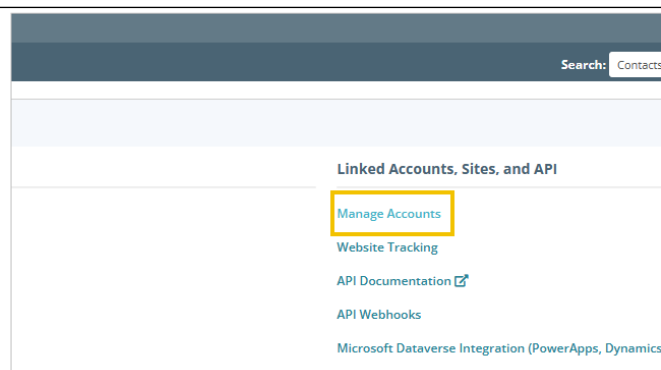 Search: Contacts
Linked Accounts, Sites, and API
Manage Accounts
Website Tracking
API Documentation
API Webhooks
Microsoft Dataverse Integration (PowerApps, Dynamics